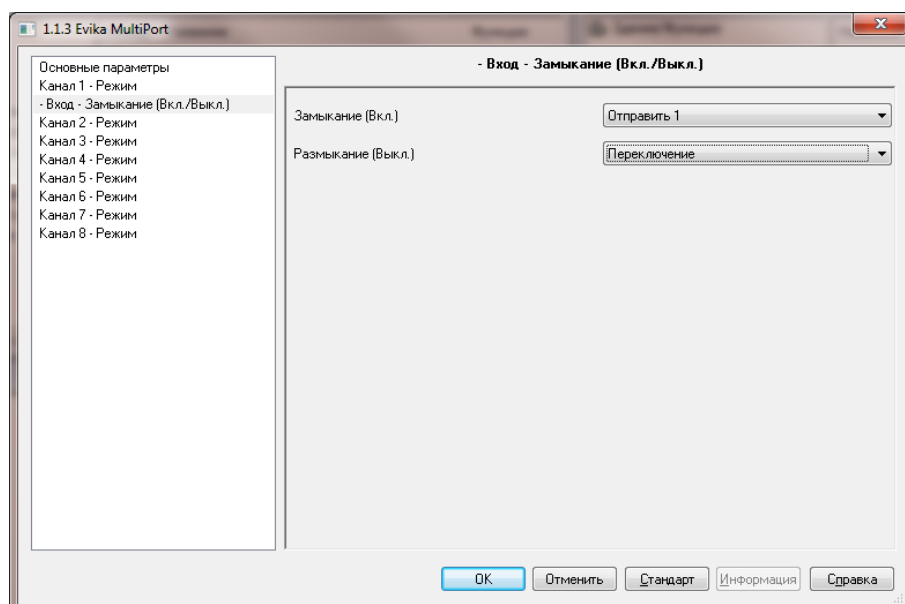 1.1.3 Evika MultiPort
Основные параметры
Канал 1 - Режим
- Вход - Замыкание (Вкл./Выкл.)
Канал 2 - Режим
Канал 3 - Режим
Канал 4 - Режим
Канал 5 - Режим
Канал 6 - Режим
Канал 7 - Режим
Канал 8 - Режим
- Вход - Замыкание (Вкл./Выкл.)
Замыкание (Вкл.) Отправить 1
Размыкание (Выкл.) Переключение
OK Отменить Стандарт Информация Справка